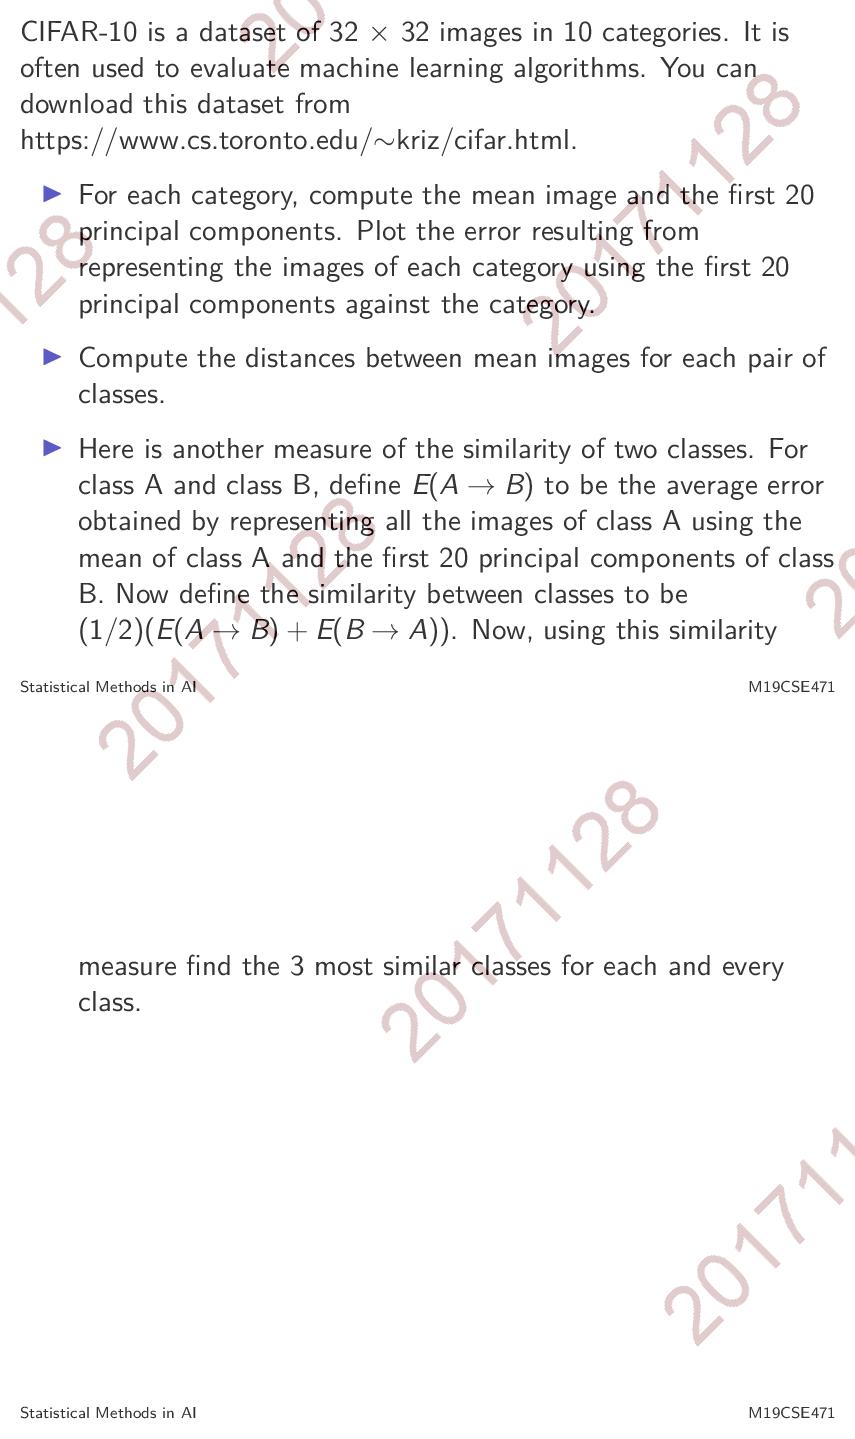 CIFAR-10 is a dataset of 32 × 32 images in 10 categories. It is
often used to evaluate machine learning algorithms. You can
download this dataset from
https://www.cs.toronto.edu/∼kriz/cifar.html.
▶ For each category, compute the mean image and the first 20
principal components. Plot the error resulting from
representing the images of each category using the first 20
principal components against the category.
▶ Compute the distances between mean images for each pair of
classes.
▶ Here is another measure of the similarity of two classes. For
class A and class B, define E(A → B) to be the average error
obtained by representing all the images of class A using the
mean of class A and the first 20 principal components of class
B. Now define the similarity between classes to be
(1/2)(E(A → B) + E(B → A)). Now, using this similarity
Statistical Methods in AI
M19CSE471
measure find the 3 most similar classes for each and every
class.
Statistical Methods in AI
M19CSE471
20
20171128
128
20171128
20
20171128
201711